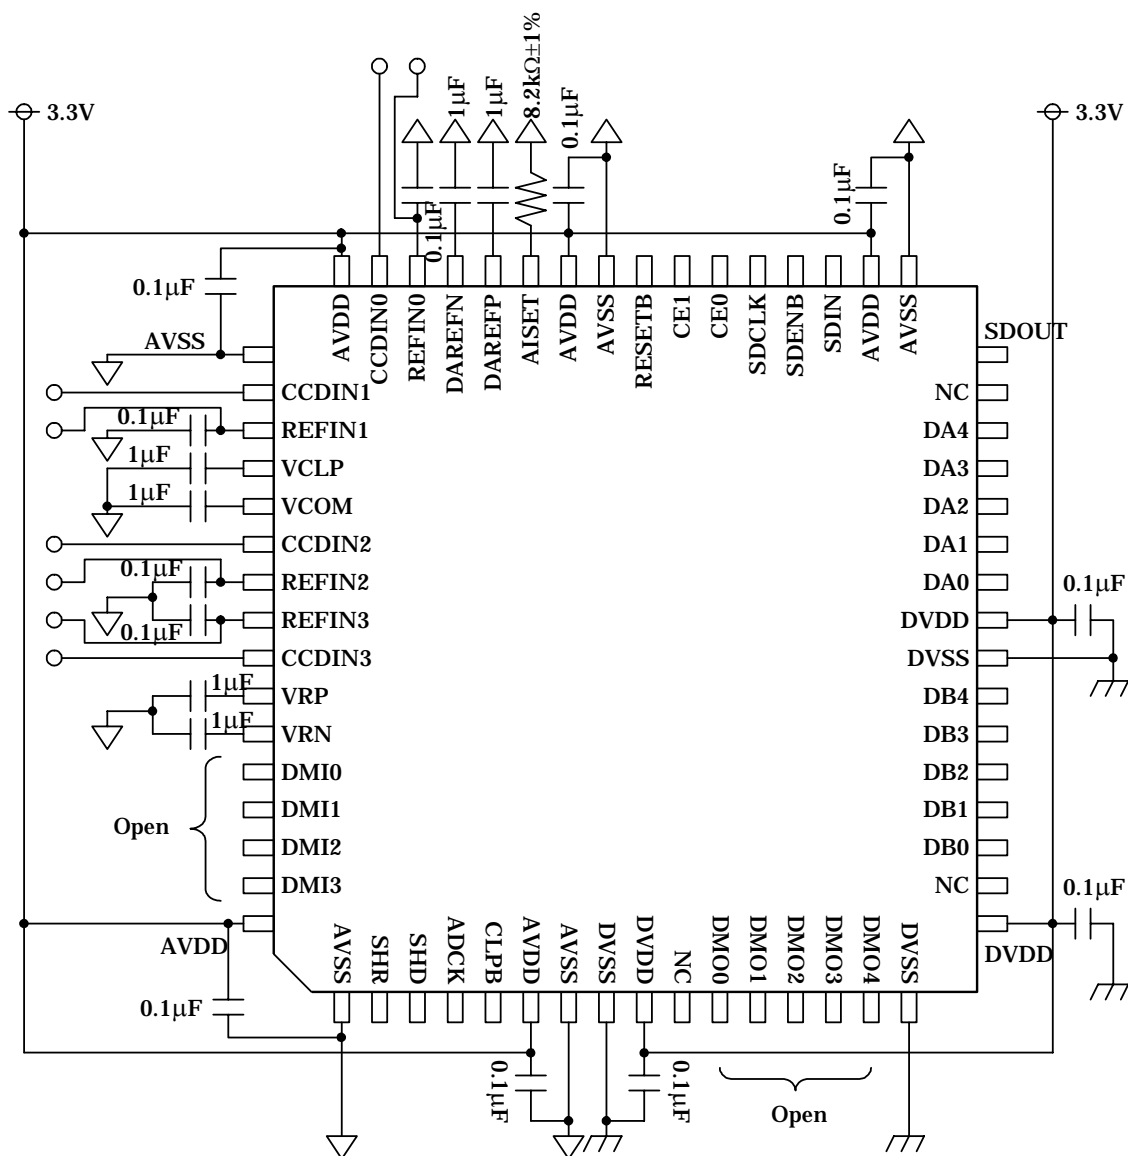 1μF
1μF
8.2kΩ±1%
0.1μF
3.3V
3.3V
0.1μF
0.1μF
0.1μF
AVDD
CCDIN0
REFIN0
DAREFN
DAREFP
AISET
AVDD
AVSS
RESETB
CE1
CE0
SDCLK
SDENB
SDIN
AVDD
AVSS
AVSS
SDOUT
CCDIN1
NC
0.1μF
REFIN1
DA4
1μF
VCLP
DA3
1μF
VCOM
DA2
CCDIN2
DA1
0.1μF
REFIN2
DA0
0.1μF
REFIN3
DVDD
0.1μF
CCDIN3
DVSS
1μF
VRP
DB4
1μF
VRN
DB3
DMI0
DB2
DMI1
DB1
Open
DMI2
DB0
DMI3
NC
0.1μF
AVDD
DVDD
AVSS
SHR
SHD
ADCK
CLPB
AVDD
AVSS
DVSS
DVDD
NC
DMO0
DMO1
DMO2
DMO3
DMO4
DVSS
0.1μF
0.1μF
0.1μF
Open